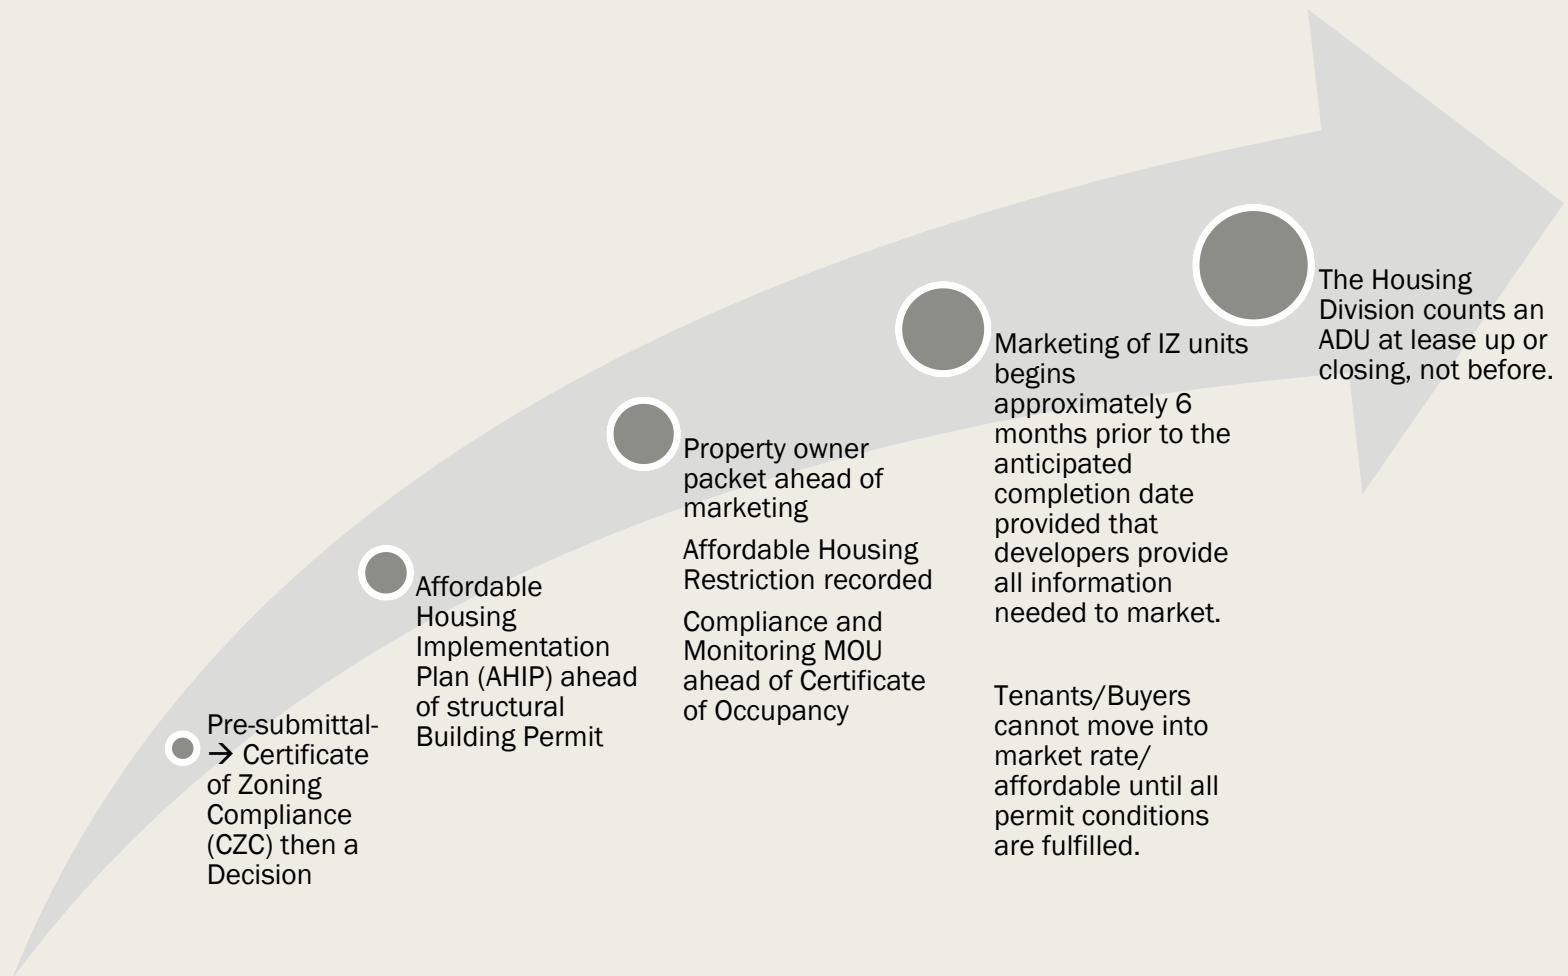 Pre-submittal-
→ Certificate
of Zoning
Compliance
(CZC) then a
Decision
Affordable
Housing
Implementation
Plan (AHIP) ahead
of structural
Building Permit
Property owner
packet ahead of
marketing
Affordable Housing
Restriction recorded
Compliance and
Monitoring MOU
ahead of Certificate
of Occupancy
Marketing of IZ units
begins
approximately 6
months prior to the
anticipated
completion date
provided that
developers provide
all information
needed to market.
Tenants/Buyers
cannot move into
market rate/
affordable until all
permit conditions
are fulfilled.
The Housing
Division counts an
ADU at lease up or
closing, not before.